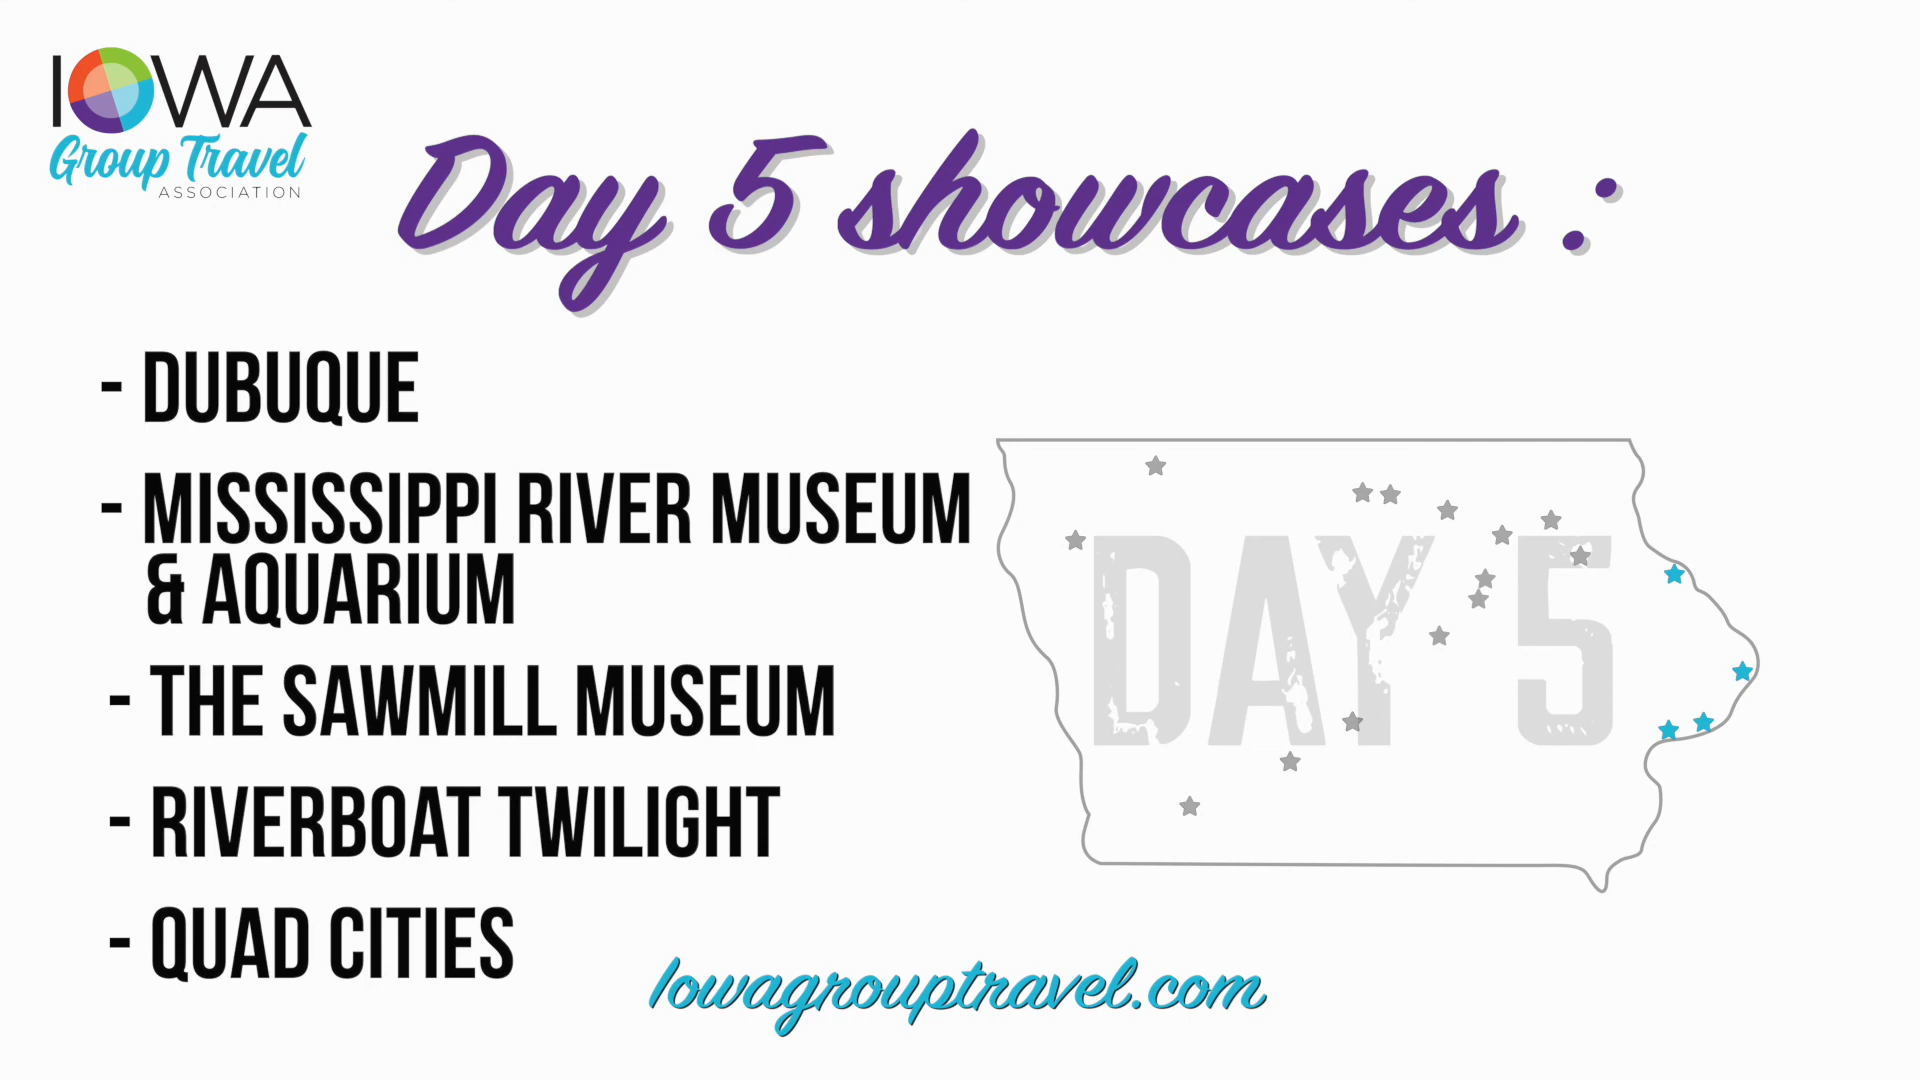 IOWA
Group Travel
ASSOCIATION
Day 5 showcases :
- DUBUQUE
- MISSISSIPPI RIVER MUSEUM
& AQUARIUM
- THE SAWMILL MUSEUM
- RIVERBOAT TWILIGHT
- QUAD CITIES
DAY 5
Iowagrouptravel.com